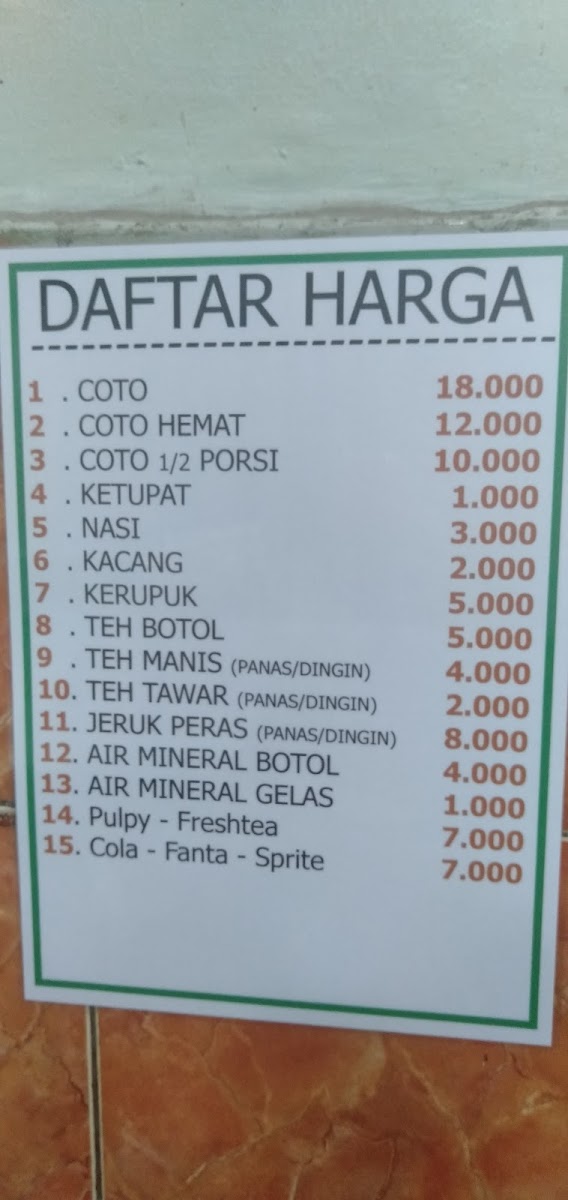 DAFTAR HARGA
1 . COTO 18.000
2 . COTO HEMAT 12.000
3 . COTO 1/2 PORSI 10.000
4 . KETUPAT 1.000
5 . NASI 3.000
6 . KACANG 2.000
7 . KERUPUK 5.000
8 . TEH BOTOL 5.000
9 . TEH MANIS (PANAS/DINGIN) 4.000
10. TEH TAWAR (PANAS/DINGIN) 2.000
11. JERUK PERAS (PANAS/DINGIN) 8.000
12. AIR MINERAL BOTOL 4.000
13. AIR MINERAL GELAS 1.000
14. Pulpy - Freshtea 7.000
15. Cola - Fanta - Sprite 7.000